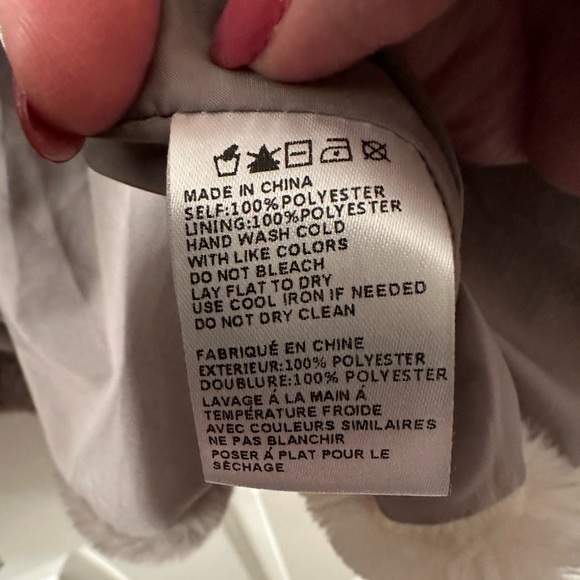 MADE IN CHINA
SELF:100%POLYESTER
LINING:100%POLYESTER
HAND WASH COLD
WITH LIKE COLORS
DO NOT BLEACH
LAY FLAT TO DRY
USE COOL IRON IF NEEDED
DO NOT DRY CLEAN
FABRIQUÉ EN CHINE
EXTERIEUR:100% POLYESTER
DOUBLURE:100% POLYESTER
LAVAGE Á LA MAIN Á
TEMPÉRATURE FROIDE
AVEC COULEURS SIMILAIRES
NE PAS BLANCHIR
POSER Á PLAT POUR LE
SÉCHAGE